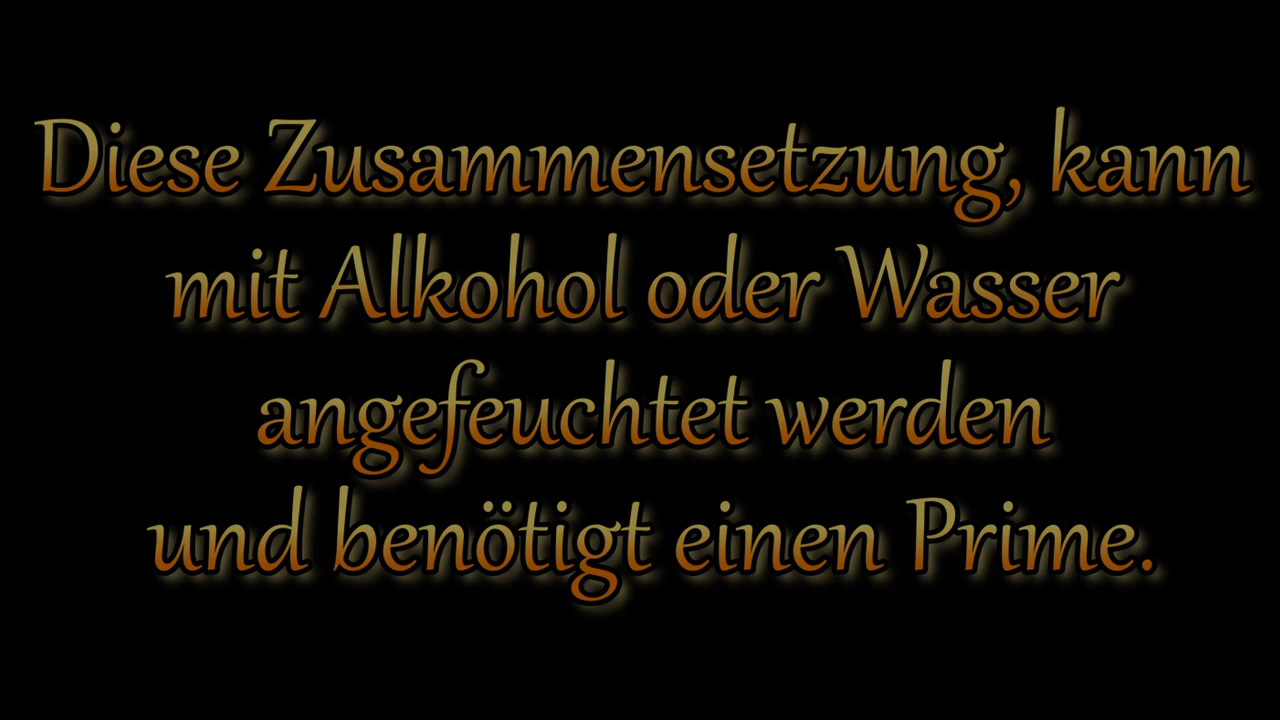 Diese Zusammensetzung, kann
mit Alkohol oder Wasser
angefeuchtet werden
und benötigt einen Prime.